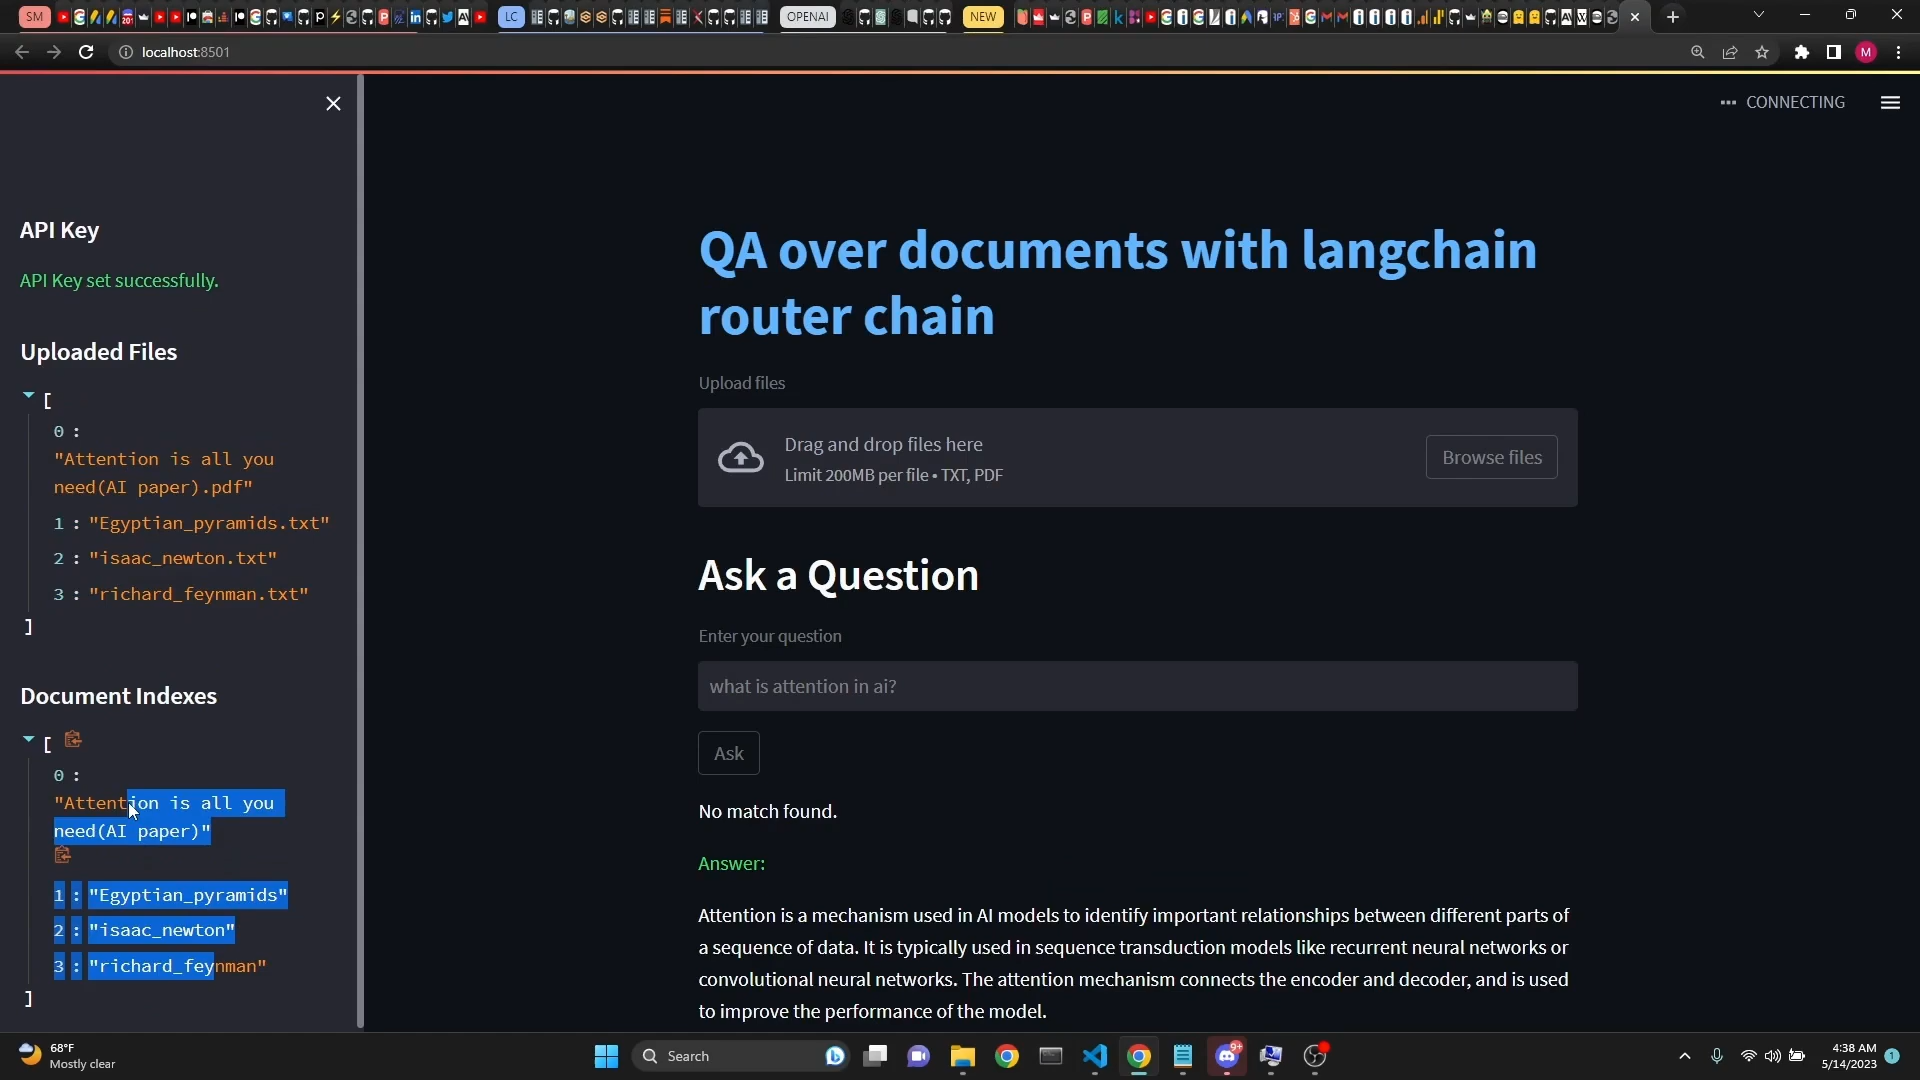 SM
LC
OPENAI
NEW
localhost:8501
M
CONNECTING
API Key
API Key set successfully.
Uploaded Files
[
0 :
"Attention is all you
need(AI paper).pdf"
1 : "Egyptian_pyramids.txt"
2 : "isaac_newton.txt"
3 : "richard_feynman.txt"
]
Document Indexes
[
0 :
"Attention is all you
need(AI paper)"
1 : "Egyptian_pyramids"
2 : "isaac_newton"
3 : "richard_feynman"
]
QA over documents with langchain
router chain
Upload files
Drag and drop files here
Limit 200MB per file • TXT, PDF
Browse files
Ask a Question
Enter your question
what is attention in ai?
Ask
No match found.
Answer:
Attention is a mechanism used in AI models to identify important relationships between different parts of
a sequence of data. It is typically used in sequence transduction models like recurrent neural networks or
convolutional neural networks. The attention mechanism connects the encoder and decoder, and is used
to improve the performance of the model.
68°F
Mostly clear
Search
9+
4:38 AM
5/14/2023
1